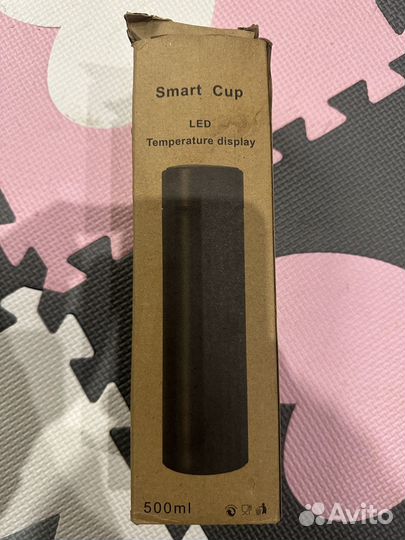 Smart Cup
LED
Temperature display
500ml
Avito